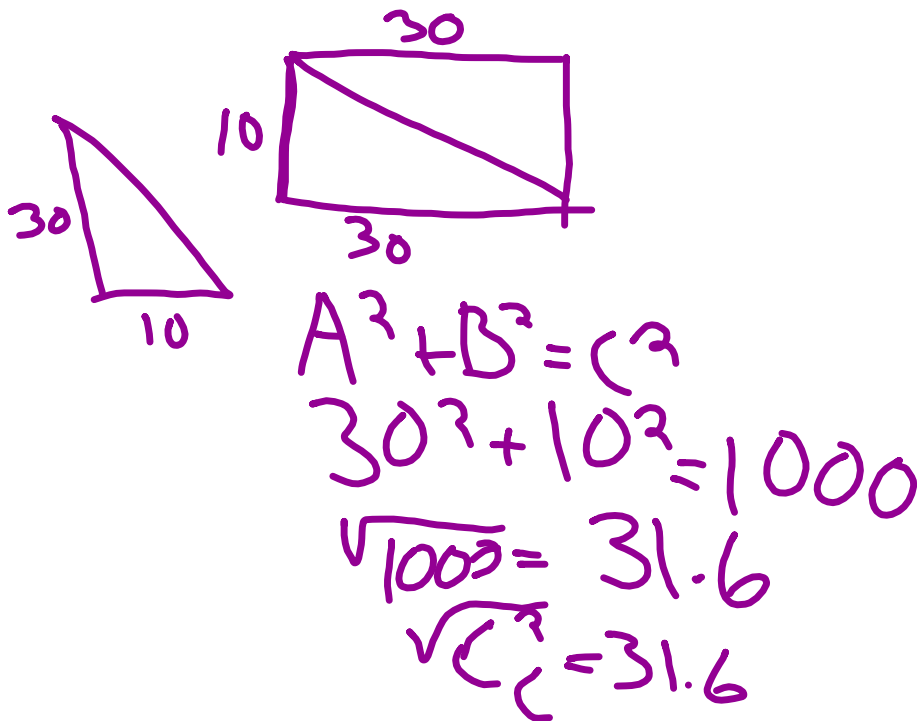 30
10
30
30
10
A² + B² = C²
30² + 10² = 1000
√1000 = 31.6
√C² = 31.6
C